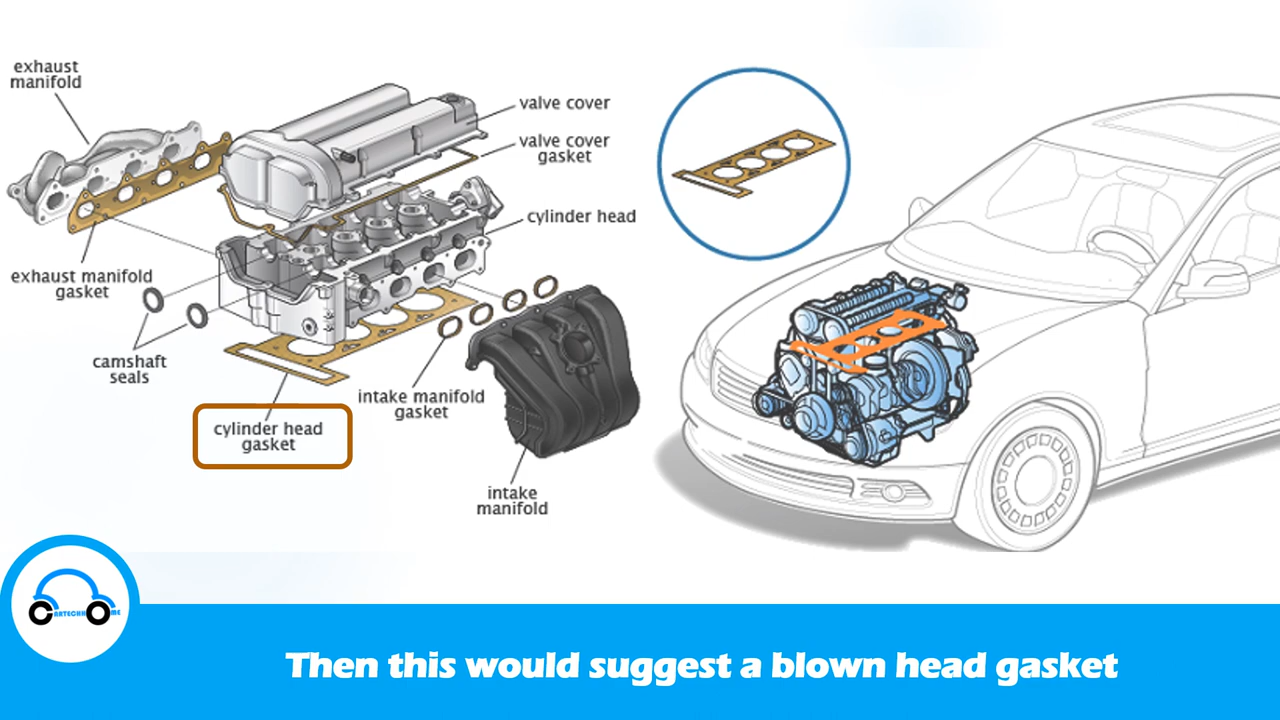 exhaust
manifold
valve cover
valve cover
gasket
cylinder head
exhaust manifold
gasket
camshaft
seals
intake manifold
gasket
cylinder head
gasket
intake
manifold
CARTECHHOME
Then this would suggest a blown head gasket